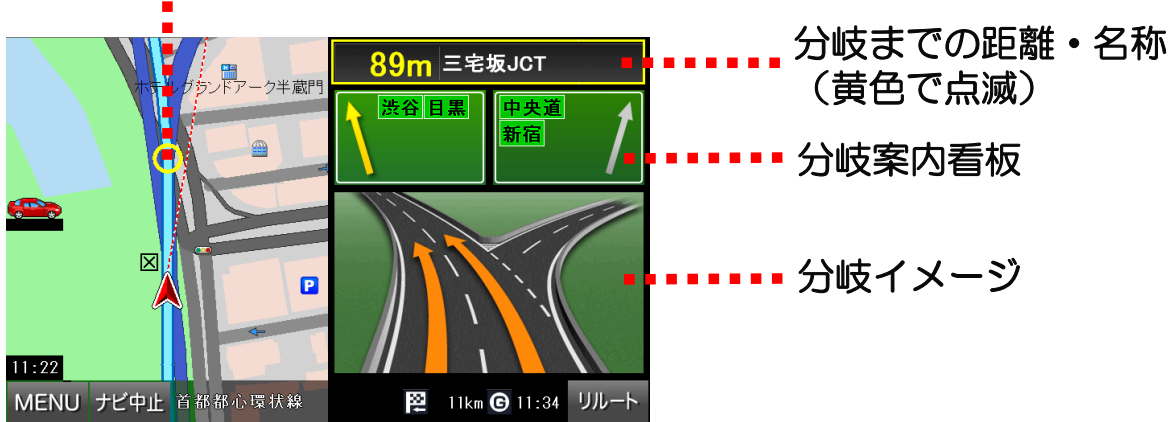 89m 三宅坂JCT
分岐までの距離・名称
（黄色で点滅）
ホテルグランドアーク半蔵門
渋谷 目黒
中央道
新宿
分岐案内看板
分岐イメージ
P
11:22
MENU ナビ中止 首都都心環状線
11km G 11:34 リルート